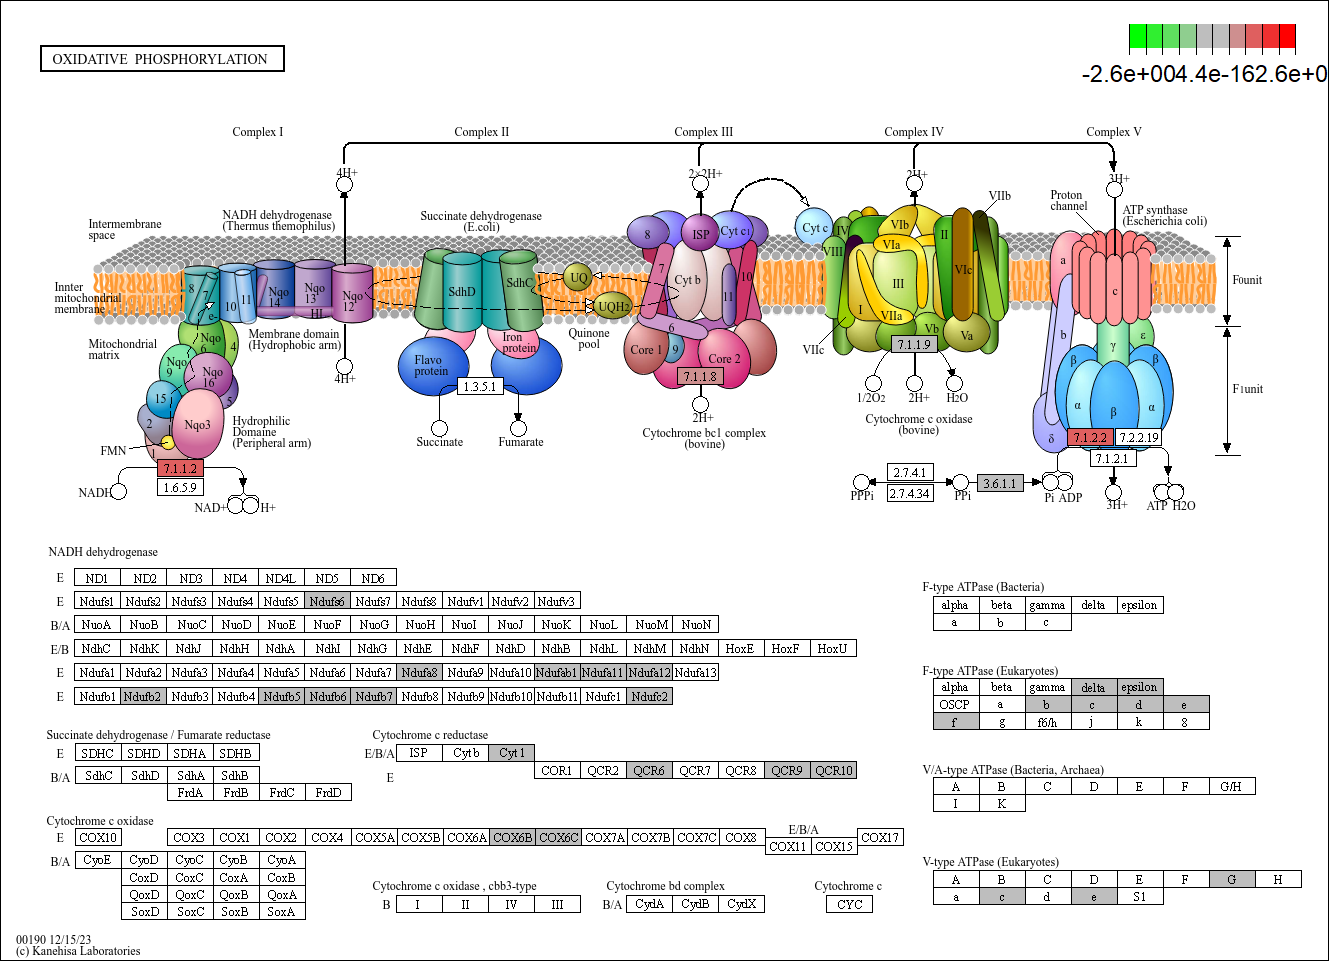 OXIDATIVE PHOSPHORYLATION
-2.6e+004.4e-162.6e+0
Complex I
Complex II
Complex III
Complex IV
Complex V
4H+
2×2H+
2H+
3H+
Intermembrane
space
NADH dehydrogenase
(Thermus themophilus)
Succinate dehydrogenase
(E.coli)
VIIb
Proton
channel
ATP synthase
(Escherichia coli)
8
ISP
Cyt c1
Cyt c
IV
VIII
VIb
VIa
II
VIc
III
I
VIIa
Vb
Va
VIIc
Innter
mitochondrial
membrane
8
7
e-
10
11
Nqo
14
Nqo
13
HI
Nqo
12
SdhD
SdhC
UQ
UQH2
7
Cyt b
10
11
6
a
c
Founit
Mitochondrial
matrix
Nqo
6
4
Membrane domain
(Hydrophobic arm)
Flavo
protein
Iron
protein
Quinone
pool
Core 1
9
Core 2
b
γ
ε
β
β
Nqo
9
Nqo
16
15
5
2
Nqo3
1
4H+
1.3.5.1
7.1.1.8
7.1.1.9
α
β
α
δ
F1unit
Hydrophilic
Domaine
(Peripheral arm)
FMN
Succinate
Fumarate
2H+
Cytochrome bc1 complex
(bovine)
1/2O2
2H+
H2O
Cytochrome c oxidase
(bovine)
7.1.1.2
1.6.5.9
NADH
NAD+
H+
7.1.2.2
7.2.2.19
7.1.2.1
2.7.4.1
2.7.4.34
PPPi
PPi
3.6.1.1
Pi ADP
3H+
ATP H2O
NADH dehydrogenase
E ND1 ND2 ND3 ND4 ND4L ND5 ND6
E Ndufs1 Ndufs2 Ndufs3 Ndufs4 Ndufs5 Ndufs6 Ndufs7 Ndufs8 Ndufv1 Ndufv2 Ndufv3
B/A NuoA NuoB NuoC NuoD NuoE NuoF NuoG NuoH NuoI NuoJ NuoK NuoL NuoM NuoN
E/B NdhC NdhK NdhJ NdhH NdhA NdhI NdhG NdhE NdhF NdhD NdhB NdhL NdhM NdhN HoxE HoxF HoxU
E Ndufa1 Ndufa2 Ndufa3 Ndufa4 Ndufa5 Ndufa6 Ndufa7 Ndufa8 Ndufa9 Ndufa10 Ndufab1 Ndufa11 Ndufa12 Ndufa13
E Ndufb1 Ndufb2 Ndufb3 Ndufb4 Ndufb5 Ndufb6 Ndufb7 Ndufb8 Ndufb9 Ndufb10 Ndufb11 Ndufc1 Ndufc2
Succinate dehydrogenase / Fumarate reductase
E SDHC SDHD SDHA SDHB
B/A SdhC SdhD SdhA SdhB
FrdA FrdB FrdC FrdD
Cytochrome c reductase
E/B/A ISP Cyt b Cyt 1
E COR1 QCR2 QCR6 QCR7 QCR8 QCR9 QCR10
Cytochrome c oxidase
E COX10 COX3 COX1 COX2 COX4 COX5A COX5B COX6A COX6B COX6C COX7A COX7B COX7C COX8
E/B/A
COX11 COX15
COX17
B/A CyoE CyoD CyoC CyoB CyoA
CoxD CoxC CoxA CoxB
QoxD QoxC QoxB QoxA
SoxD SoxC SoxB SoxA
Cytochrome c oxidase , cbb3-type
B I II IV III
Cytochrome bd complex
B/A CydA CydB CydX
Cytochrome c
CYC
F-type ATPase (Bacteria)
alpha beta gamma delta epsilon
a b c
F-type ATPase (Eukaryotes)
alpha beta gamma delta epsilon
OSCP a b c d e
f g f6/h j k 8
V/A-type ATPase (Bacteria, Archaea)
A B C D E F G/H
I K
V-type ATPase (Eukaryotes)
A B C D E F G H
a c d e S1
00190 12/15/23
(c) Kanehisa Laboratories